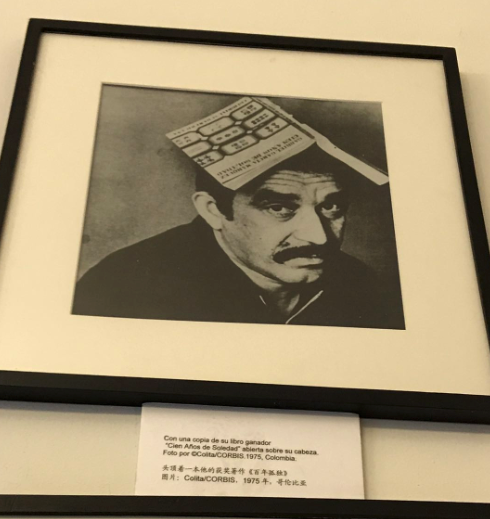 Con una copia de su libro ganador
"Cien Años de Soledad" abierta sobre su cabeza.
Foto por ©Colita/CORBIS.1975, Colombia.
头顶着一本他的获奖著作《百年孤独》
图片: Colita/CORBIS, 1975 年, 哥伦比亚